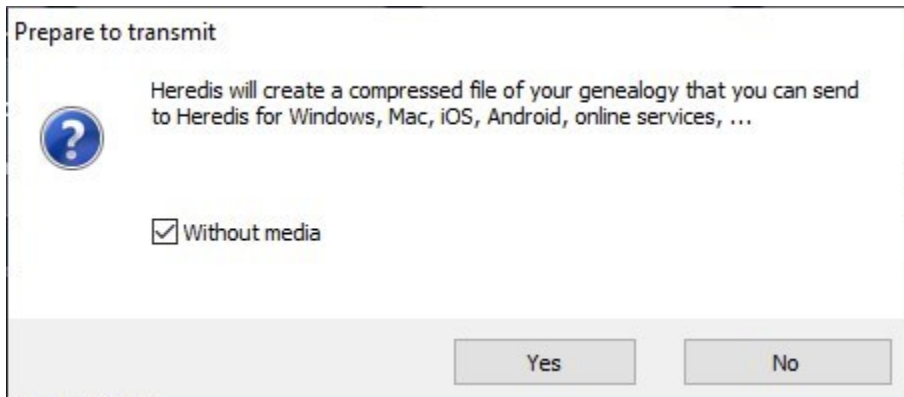 Prepare to transmit
Heredis will create a compressed file of your genealogy that you can send
to Heredis for Windows, Mac, iOS, Android, online services, ...
Without media
Yes
No